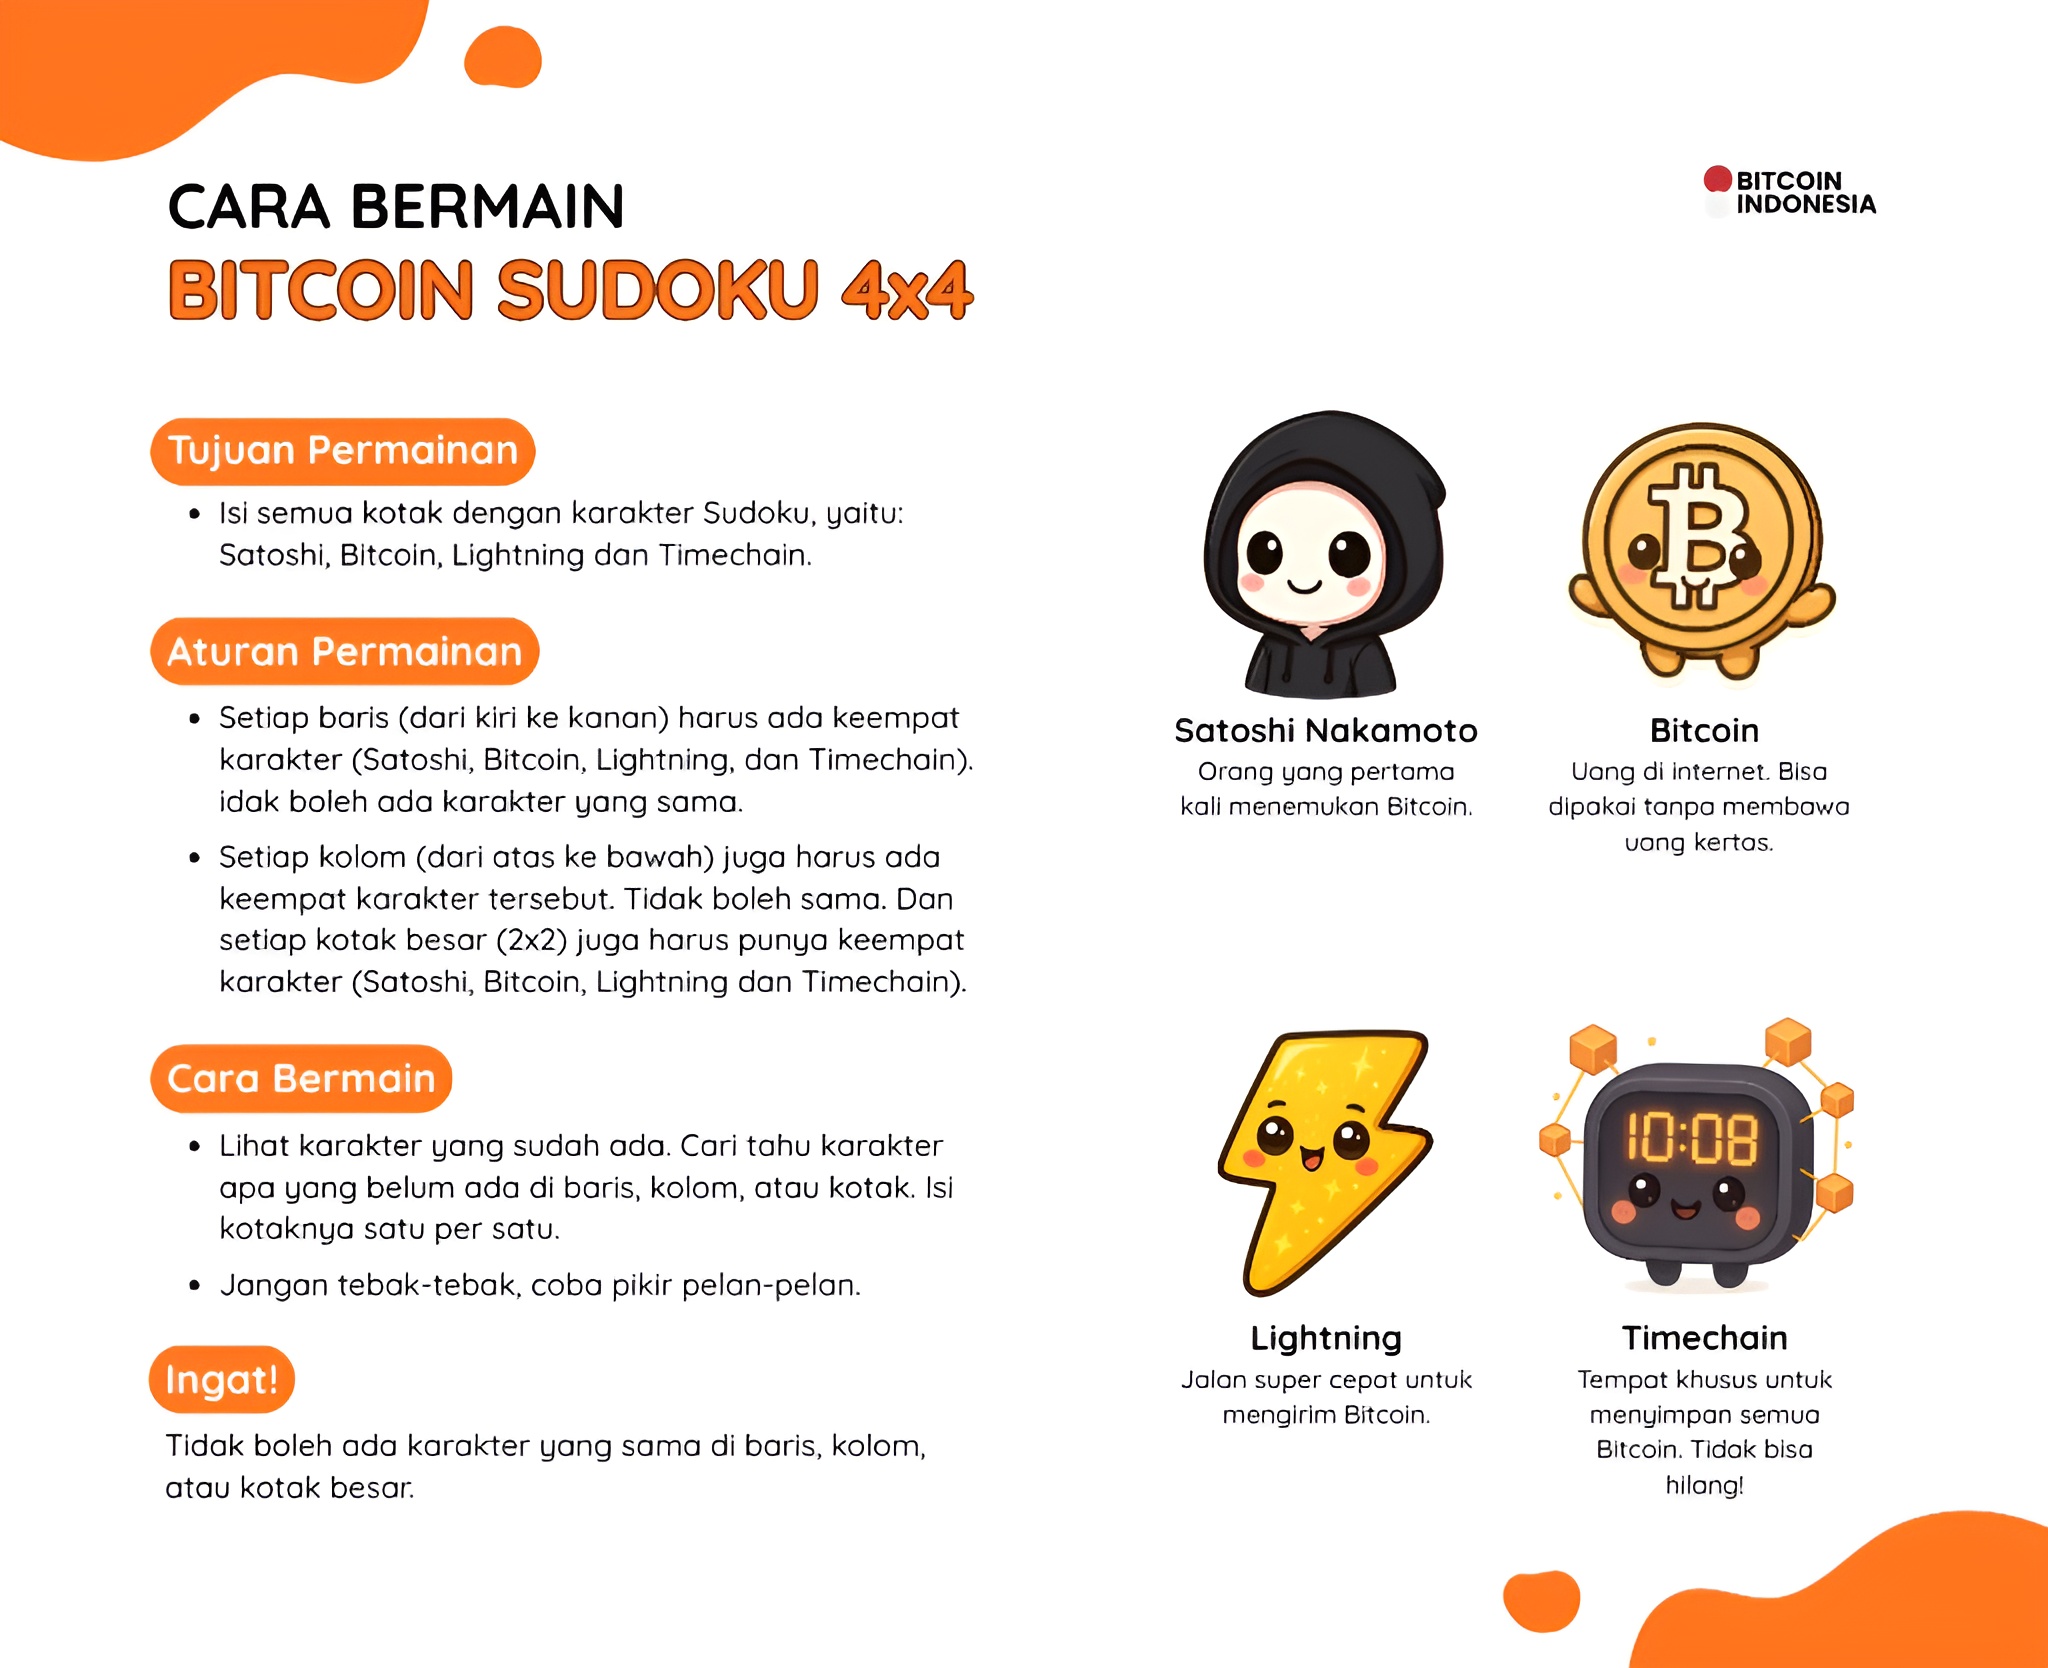 CARA BERMAIN
BITCOIN SUDOKU 4x4
BITCOIN
INDONESIA
Tujuan Permainan
• Isi semua kotak dengan karakter Sudoku, yaitu:
Satoshi, Bitcoin, Lightning dan Timechain.
Aturan Permainan
• Setiap baris (dari kiri ke kanan) harus ada keempat
karakter (Satoshi, Bitcoin, Lightning, dan Timechain).
idak boleh ada karakter yang sama.
• Setiap kolom (dari atas ke bawah) juga harus ada
keempat karakter tersebut. Tidak boleh sama. Dan
setiap kotak besar (2x2) juga harus punya keempat
karakter (Satoshi, Bitcoin, Lightning dan Timechain).
Cara Bermain
• Lihat karakter yang sudah ada. Cari tahu karakter
apa yang belum ada di baris, kolom, atau kotak. Isi
kotaknya satu per satu.
• Jangan tebak-tebak, coba pikir pelan-pelan.
Ingat!
Tidak boleh ada karakter yang sama di baris, kolom,
atau kotak besar.
Satoshi Nakamoto
Orang yang pertama
kali menemukan Bitcoin.
Bitcoin
Uang di internet. Bisa
dipakai tanpa membawa
uang kertas.
Lightning
Jalan super cepat untuk
mengirim Bitcoin.
10:08
Timechain
Tempat khusus untuk
menyimpan semua
Bitcoin. Tidak bisa
hilang!